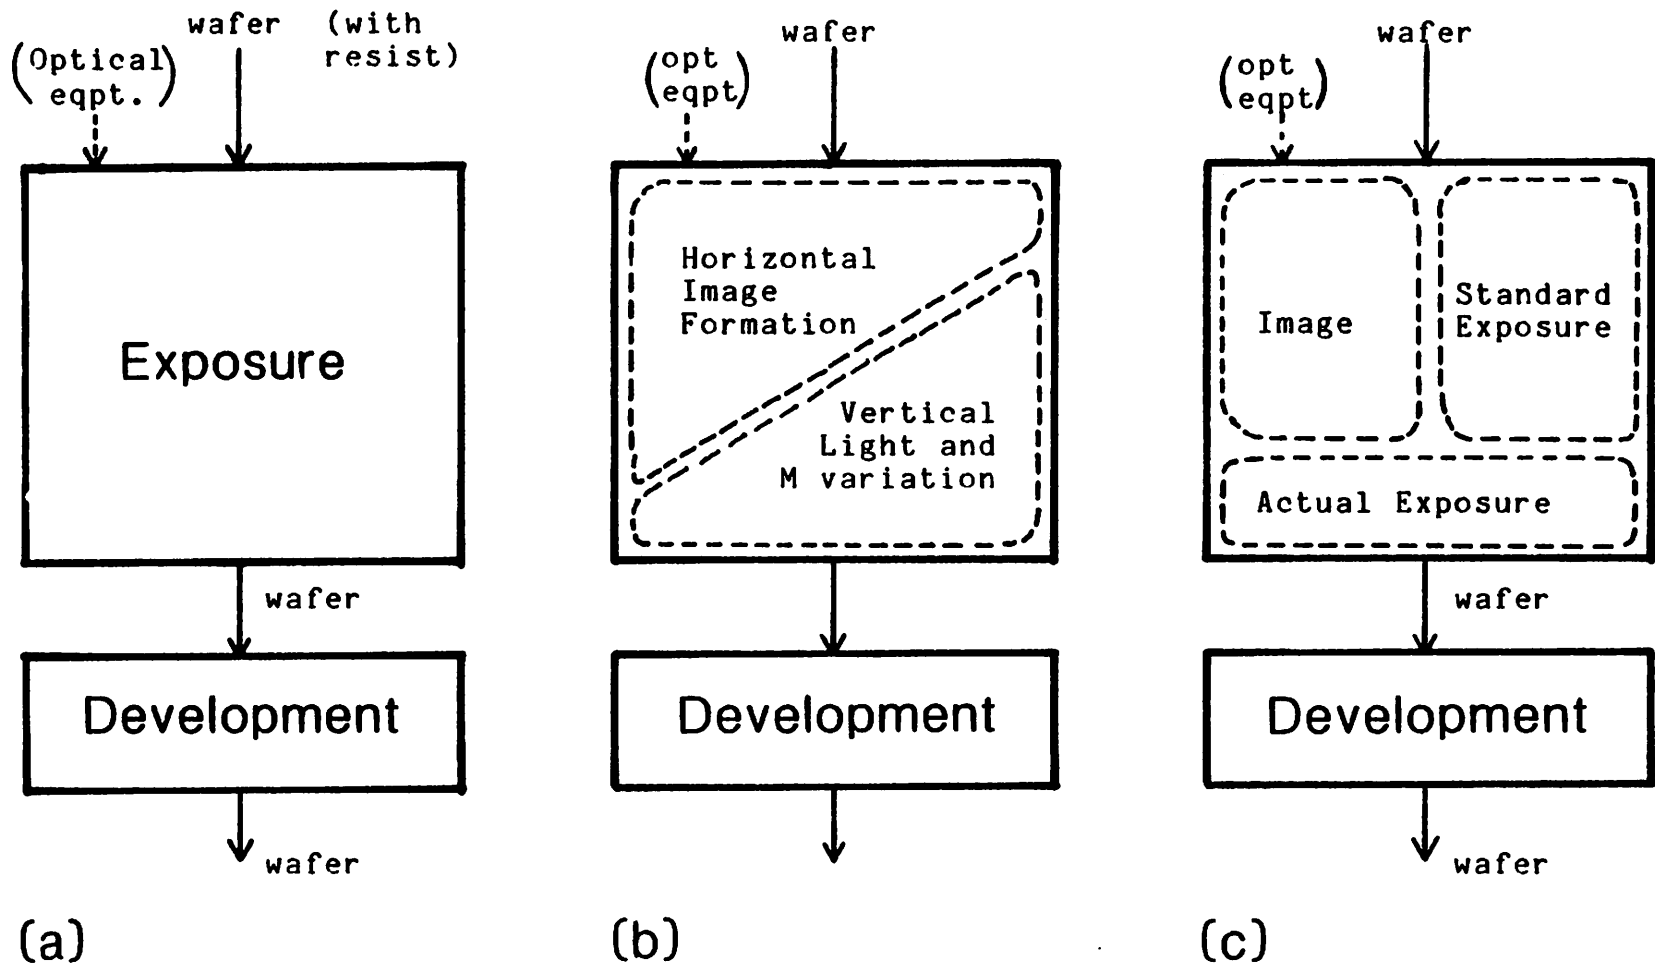 wafer (with
resist)
(Optical
eqpt.)
Exposure
wafer
Development
wafer
(a)
wafer
(opt
eqpt)
Horizontal
Image
Formation
Vertical
Light and
M variation
Development
(b)
wafer
(opt
eqpt)
Image
Standard
Exposure
Actual Exposure
wafer
Development
wafer
(c)